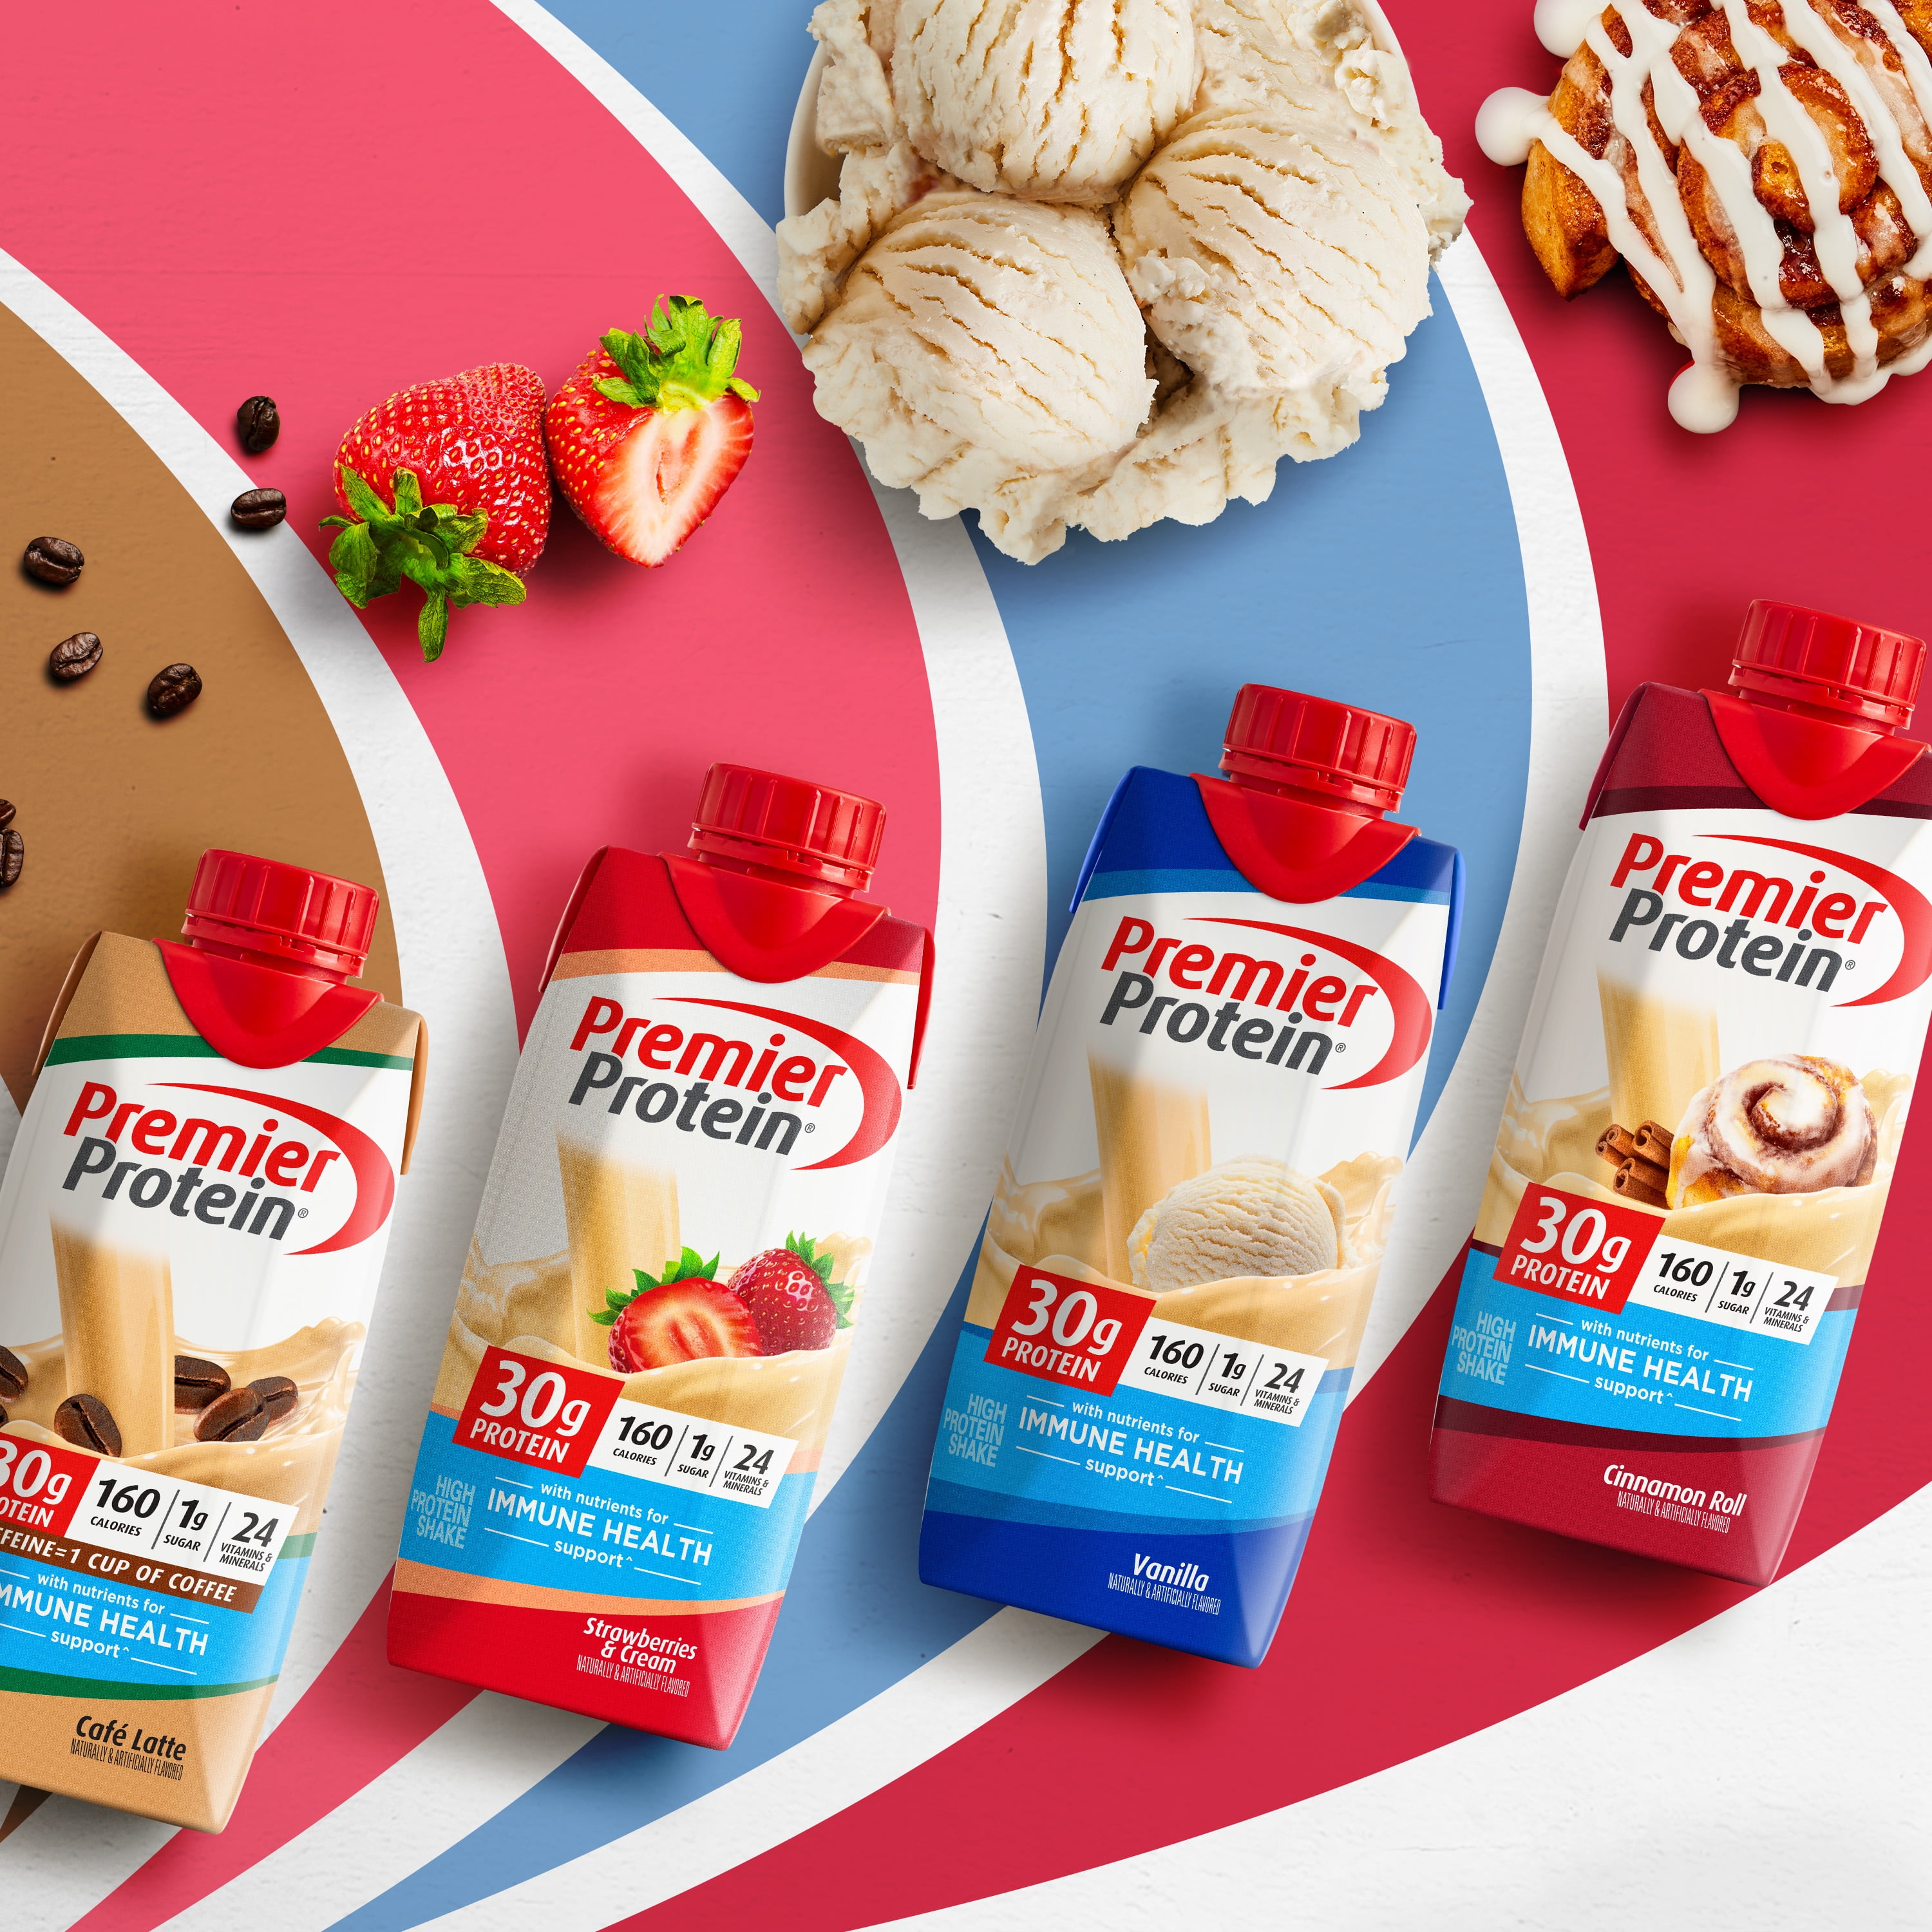 Premier
Protein®
30g
PROTEIN
160
CALORIES
1g
SUGAR
24
VITAMINS &
MINERALS
=1 CUP OF COFFEE
with nutrients for
IMMUNE HEALTH
support^
Café Latte
NATURALLY & ARTIFICIALLY FLAVORED
Premier
Protein®
30g
PROTEIN
160
CALORIES
1g
SUGAR
24
VITAMINS &
MINERALS
HIGH
PROTEIN
SHAKE
with nutrients for
IMMUNE HEALTH
support^
Strawberries
& Cream
NATURALLY & ARTIFICIALLY FLAVORED
Premier
Protein®
30g
PROTEIN
160
CALORIES
1g
SUGAR
24
VITAMINS &
MINERALS
HIGH
PROTEIN
SHAKE
with nutrients for
IMMUNE HEALTH
support^
Vanilla
NATURALLY & ARTIFICIALLY FLAVORED
Premier
Protein®
30g
PROTEIN
160
CALORIES
1g
SUGAR
24
VITAMINS &
MINERALS
HIGH
PROTEIN
SHAKE
with nutrients for
IMMUNE HEALTH
support^
Cinnamon Roll
NATURALLY & ARTIFICIALLY FLAVORED